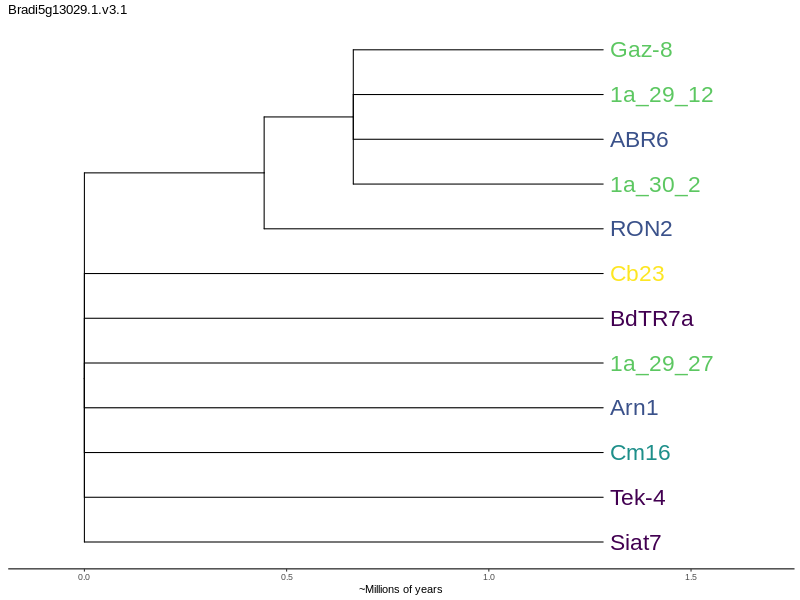 Bradi5g13029.1.v3.1
Gaz-8
1a_29_12
ABR6
1a_30_2
RON2
Cb23
BdTR7a
1a_29_27
Arn1
Cm16
Tek-4
Siat7
0.0 0.5 1.0 1.5
~Millions of years